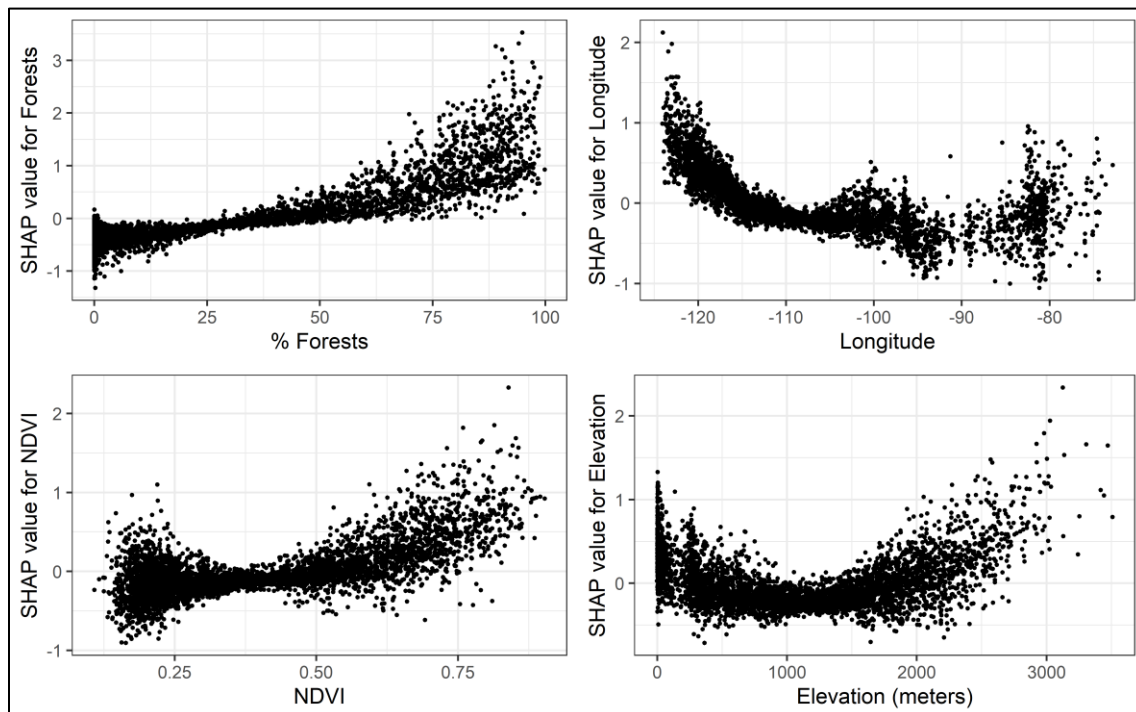 SHAP value for Forests
3
2
1
0
-1
0 25 50 75 100
% Forests
SHAP value for Longitude
2
1
0
-1
-120 -110 -100 -90 -80
Longitude
SHAP value for NDVI
2
1
0
-1
0.25 0.50 0.75
NDVI
SHAP value for Elevation
2
1
0
0 1000 2000 3000
Elevation (meters)